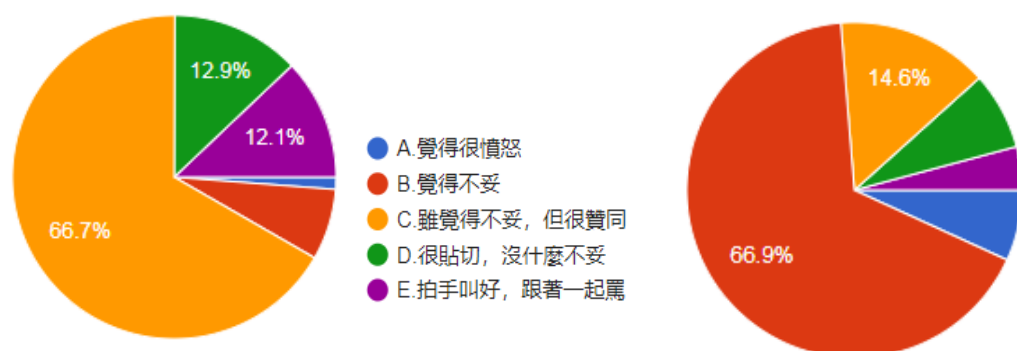 12.9%
12.1%
66.7%
A.覺得很憤怒
B.覺得不妥
C.雖覺得不妥，但很贊同
D.很貼切，沒什麼不妥
E.拍手叫好，跟著一起罵
14.6%
66.9%